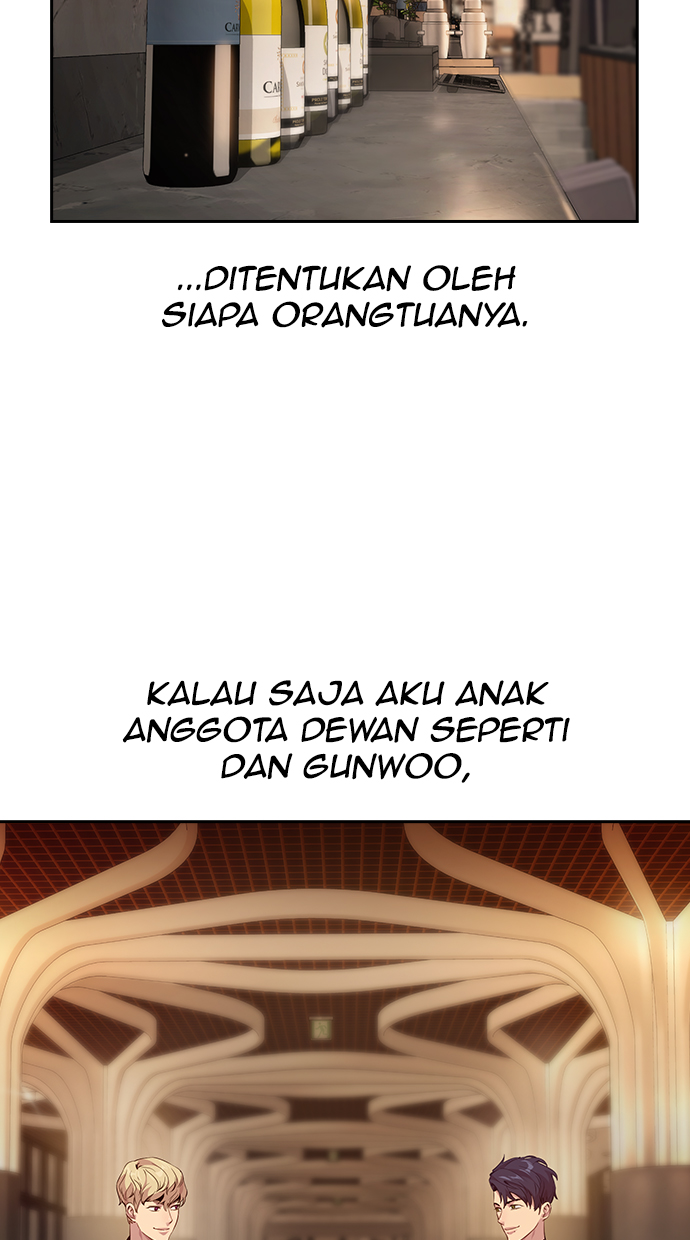 ...DITENTUKAN OLEH
SIAPA ORANGTUANYA.
KALAU SAJA AKU ANAK
ANGGOTA DEWAN SEPERTI
DAN GUNWOO,